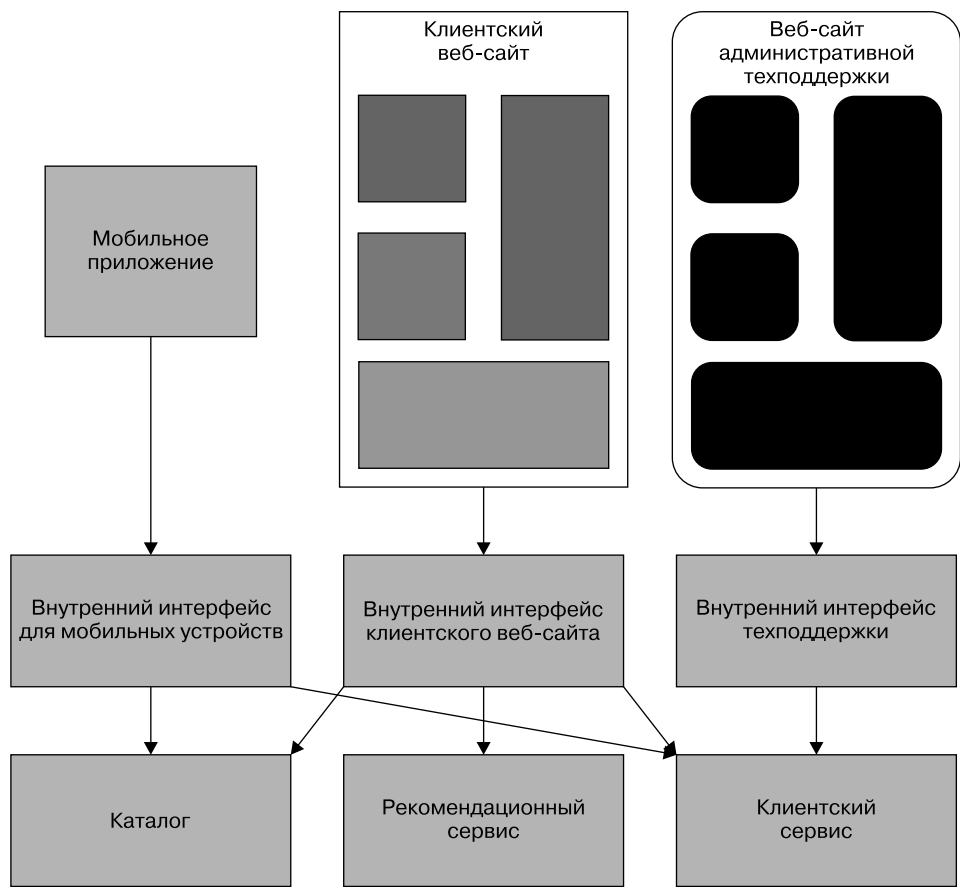 Клиентский
веб-сайт
Веб-сайт
административной
техподдержки
Мобильное
приложение
Внутренний интерфейс
для мобильных устройств
Внутренний интерфейс
клиентского веб-сайта
Внутренний интерфейс
техподдержки
Каталог
Рекомендационный
сервис
Клиентский
сервис